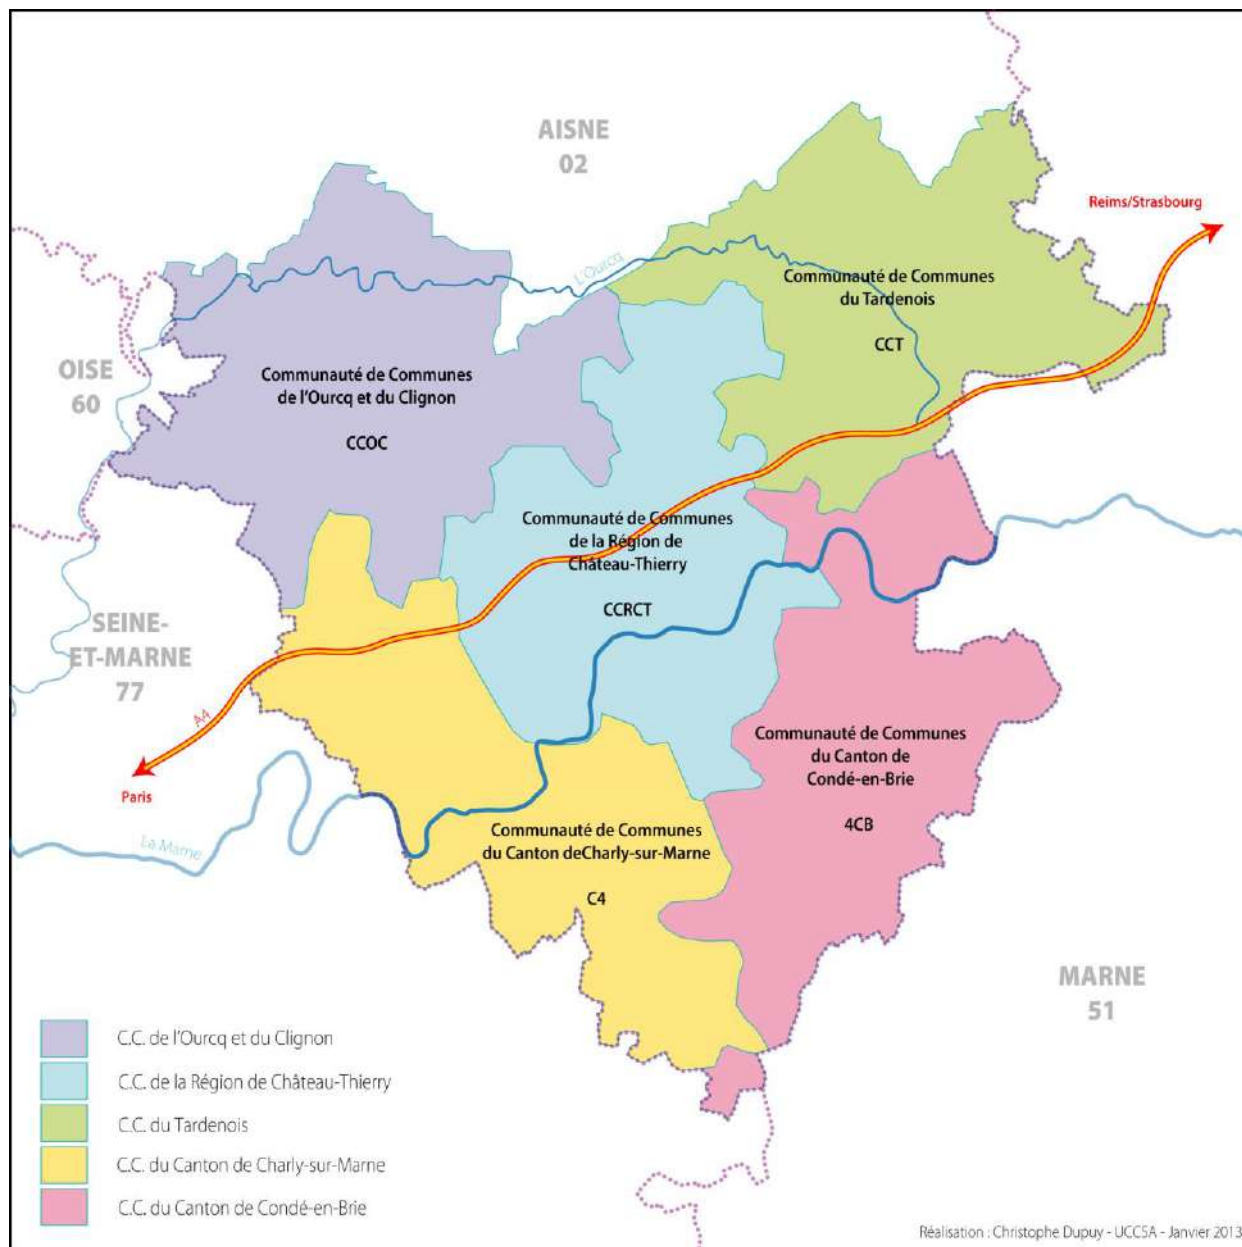 AISNE
02
Reims/Strasbourg
L'Ourcq
Communauté de Communes
du Tardenois
CCT
OISE
60
Communauté de Communes
de l'Ourcq et du Clignon
CCOC
Communauté de Communes
de la Région de
Château-Thierry
CCRCT
SEINE-
ET-MARNE
77
A4
Paris
La Marne
Communauté de Communes
du Canton de
Condé-en-Brie
4CB
Communauté de Communes
du Canton deCharly-sur-Marne
C4
MARNE
51
C.C. de l'Ourcq et du Clignon
C.C. de la Région de Château-Thierry
C.C. du Tardenois
C.C. du Canton de Charly-sur-Marne
C.C. du Canton de Condé-en-Brie
Réalisation : Christophe Dupuy - UCCSA - Janvier 2013